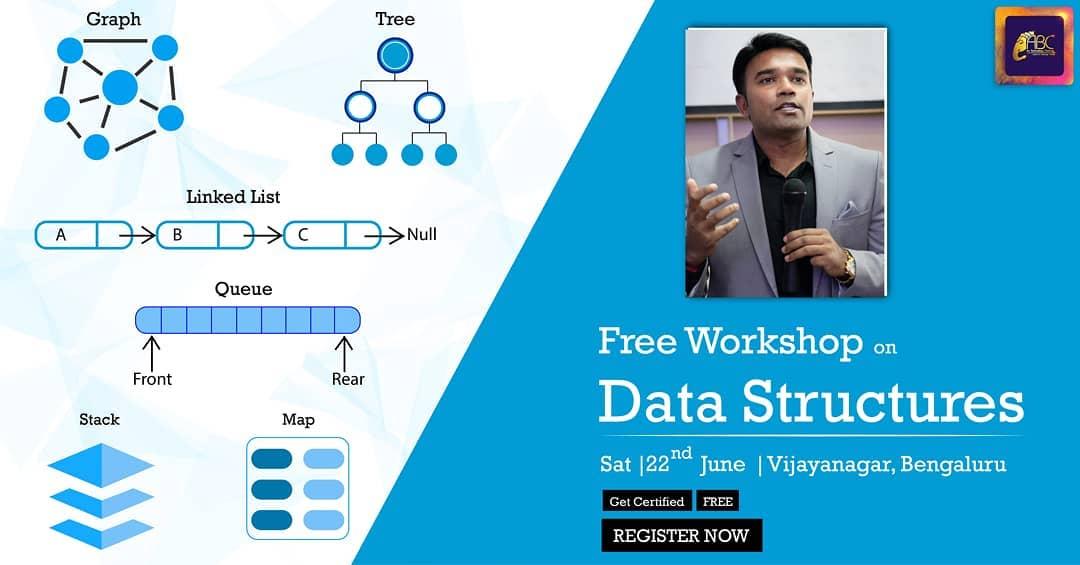 Graph
Tree
Linked List
A
B
C
Null
Queue
Front
Rear
Stack
Map
ABC
Free Workshop on
Data Structures
Sat |22nd June | Vijayanagar, Bengaluru
Get Certified FREE
REGISTER NOW